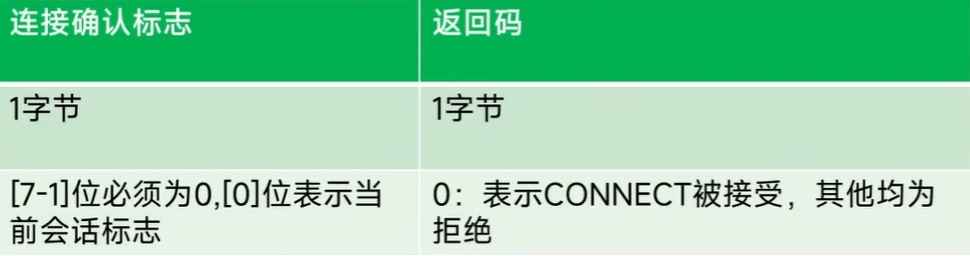 连接确认标志
返回码
1字节
1字节
[7-1]位必须为0,[0]位表示当
前会话标志
0：表示CONNECT被接受，其他均为
拒绝